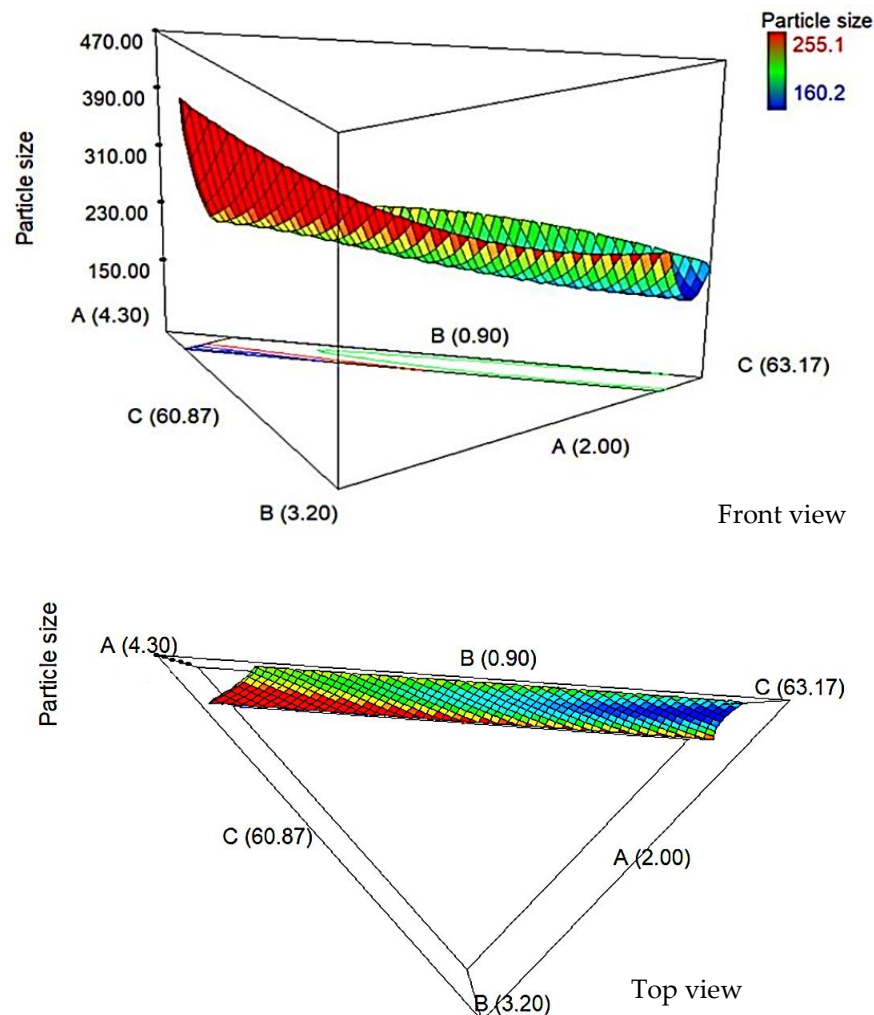 Particle size
255.1
160.2
470.00
390.00
310.00
230.00
150.00
Particle size
A (4.30)
B (0.90)
C (63.17)
C (60.87)
A (2.00)
B (3.20)
Front view
Particle size
A (4.30)
B (0.90)
C (63.17)
C (60.87)
A (2.00)
B (3.20)
Top view